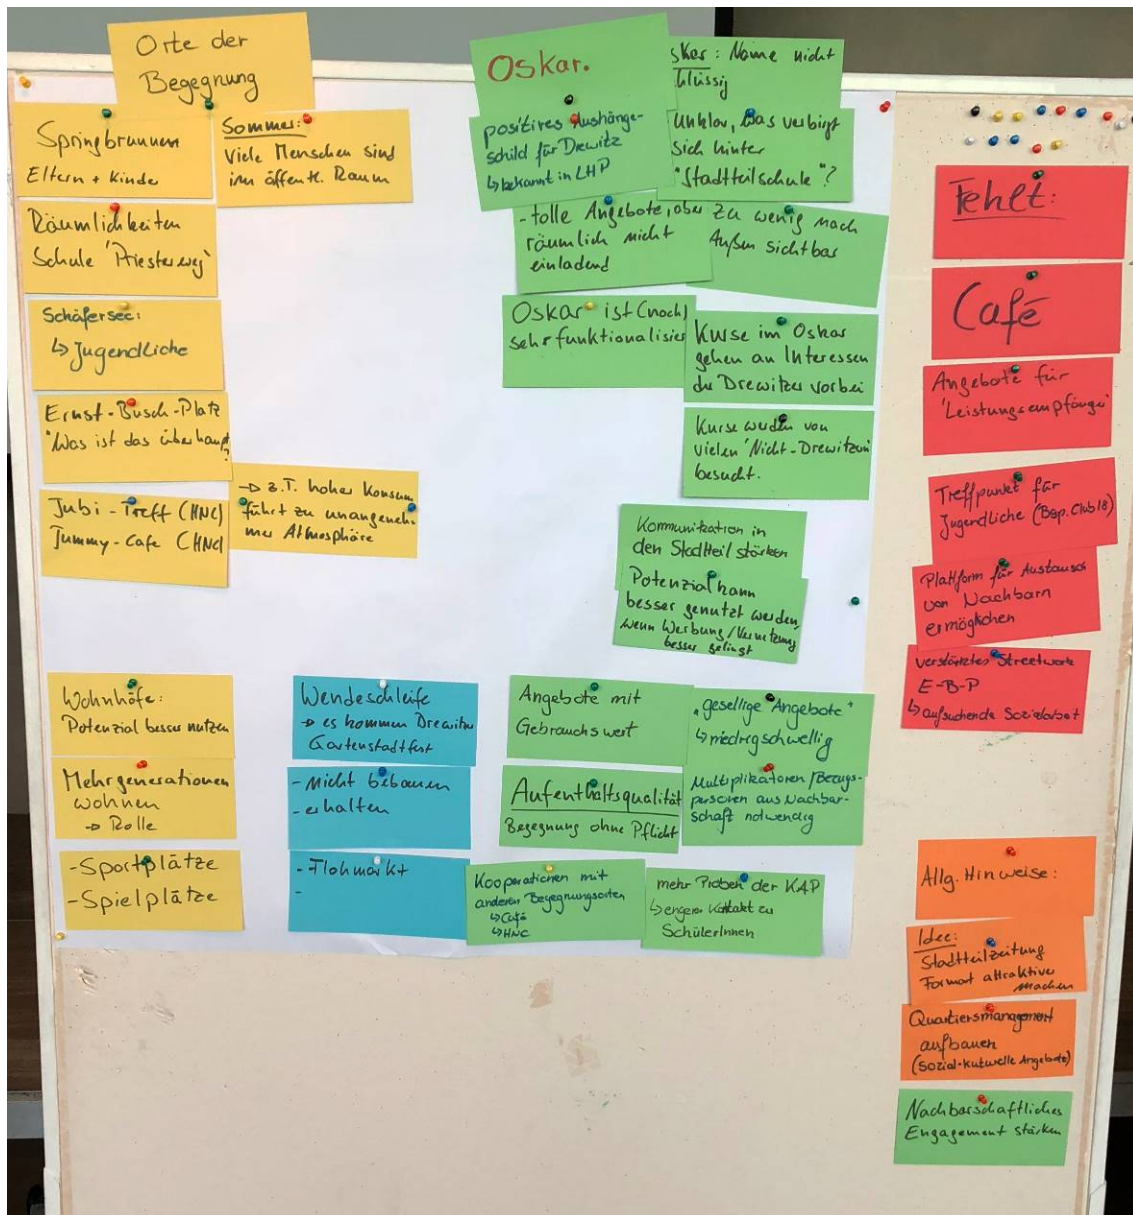 Orte der
Begegnung
Springbrunnen
Eltern + Kinder
Sommer:
Viele Menschen sind
im öffentl. Raum
Räumlichkeiten
Schule 'Priesterweg'
Schäfersee:
↳ Jugendliche
Ernst-Busch-Platz
"Was ist das überhaupt?
Jubi-Treff (HNC)
Jummy-Cafe (HNC)
→ z.T. hoher Konsum
führt zu unangeneh-
mer Atmosphäre
Wohnhöfe:
Potenzial besser nutzen
Mehrgenerationen
wohnen
→ Rolle
- Sportplätze
- Spielplätze
Wendeschleife
→ es kommen Drewitzer
Gartenstadtfest
- Nicht bebauen
- erhalten
- Flohmarkt
-
Oskar.
positives Aushänge-
schild für Drewitz
↳ bekannt in LHP
skar: Name nicht
schlüssig
Unklar, was verbirgt
sich hinter
"Stadtteilschule"?
- tolle Angebote, aber
räumlich nicht
einladend
zu wenig nach
Außen sichtbar
Oskar ist (noch)
sehr funktionalisier
Kurse im Oskar
gehen an Interessen
der Drewitzer vorbei
Kurse werden von
vielen 'Nicht-Drewitzern'
besucht.
Kommunikation in
den Stadtteil stärken
Potenzial kann
besser genutzt werden,
wenn Werbung/Vernetzung
besser gelingt
Angebote mit
Gebrauchswert
"gesellige Angebote"
↳ niedrigschwellig
Aufenthaltsqualität
Begegnung ohne Pflicht
Multiplikatoren/Bezugs-
personen aus Nachbar-
schaft notwendig
Kooperationen mit
anderen Begegnungsorten
↳ Café
↳ HNC
mehr Proben der KAP
↳ engerer Kontakt zu
SchülerInnen
Fehlt:
Café
Angebote für
'Leistungsempfänger'
Treffpunkt für
Jugendliche (Bsp. Club 18)
Plattform für Austausch
von Nachbarn
ermöglichen
verstärktes Streetwork
E-B-P
↳ aufsuchende Sozialarbeit
Allg. Hinweise:
Idee:
Stadtteilzeitung
Format attraktiver
machen
Quartiersmanagement
aufbauen
(Sozial-kulturelle Angebote)
Nachbarschaftliches
Engagement stärken